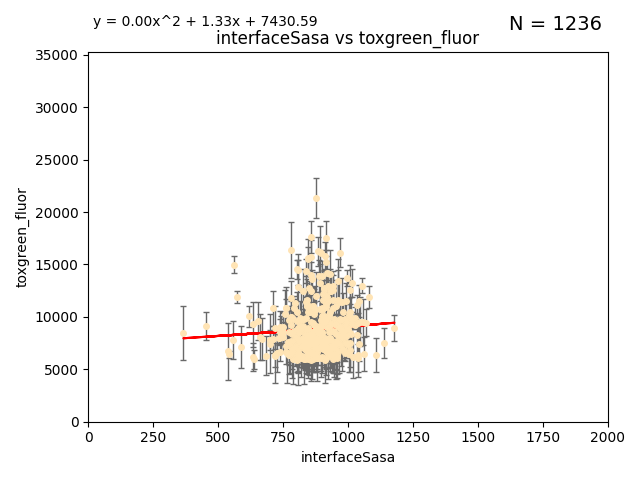 y = 0.00x^2 + 1.33x + 7430.59
N = 1236
interfaceSasa vs toxgreen_fluor
35000
30000
25000
20000
15000
10000
5000
0
toxgreen_fluor
0 250 500 750 1000 1250 1500 1750 2000
interfaceSasa